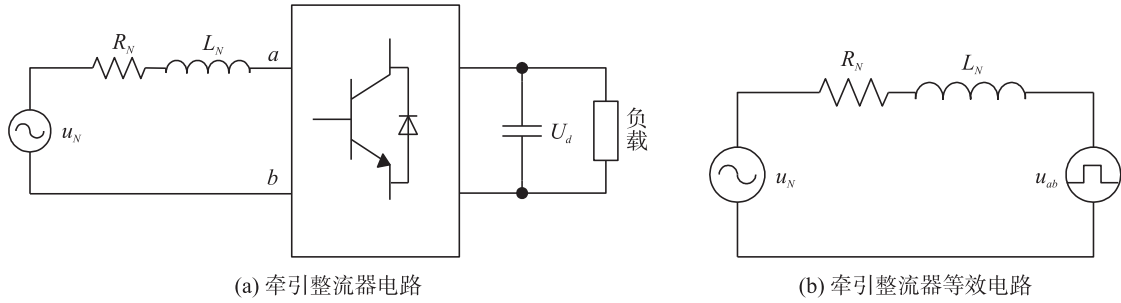 R_N
L_N
a
u_N
b
U_d
负载
(a) 牵引整流器电路
R_N
L_N
u_N
u_ab
(b) 牵引整流器等效电路